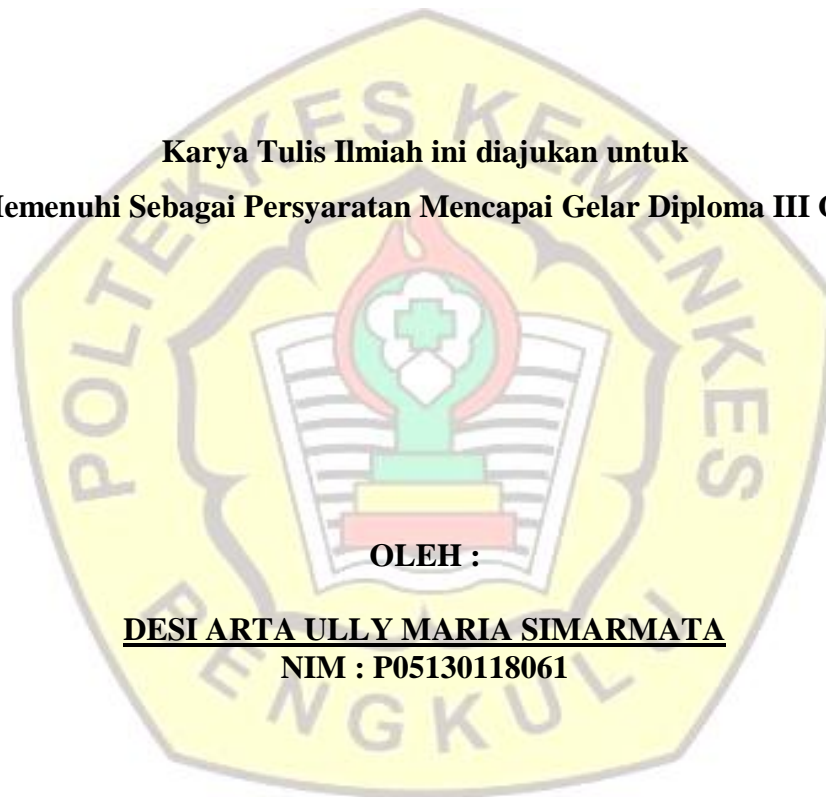 POLTEKKES KEMENKES
Karya Tulis Ilmiah ini diajukan untuk
emenuhi Sebagai Persyaratan Mencapai Gelar Diploma III
OLEH :
DESI ARTA ULLY MARIA SIMARMATA
NIM : P05130118061
BENGKULU